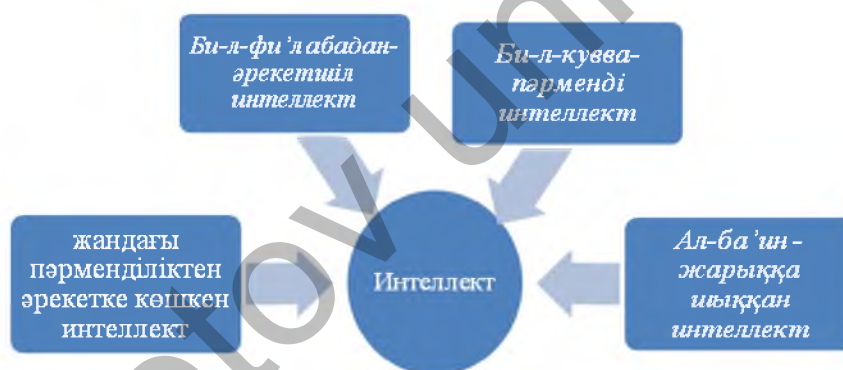 Би-л-фи’л абадан-
әрекетшіл
интеллект
Би-л-кувва-
пәрменді
интеллект
жандағы
пәрменділіктен
әрекетке көшкен
интеллект
Интеллект
Ал-ба’ин -
жарыққа
шыққан
интеллект